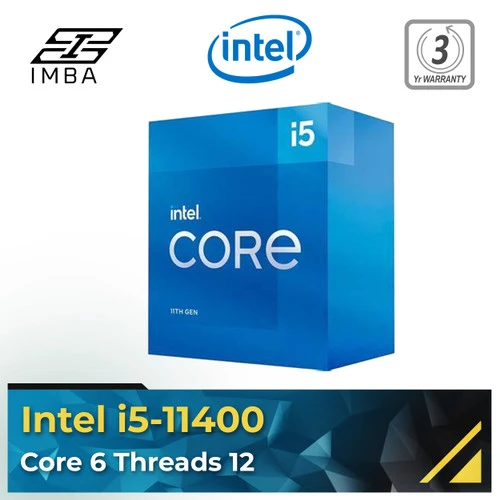 IMBA
intel
3
Yr WARRANTY
i5
intel.
CORE
11TH GEN
Intel i5-11400
Core 6 Threads 12